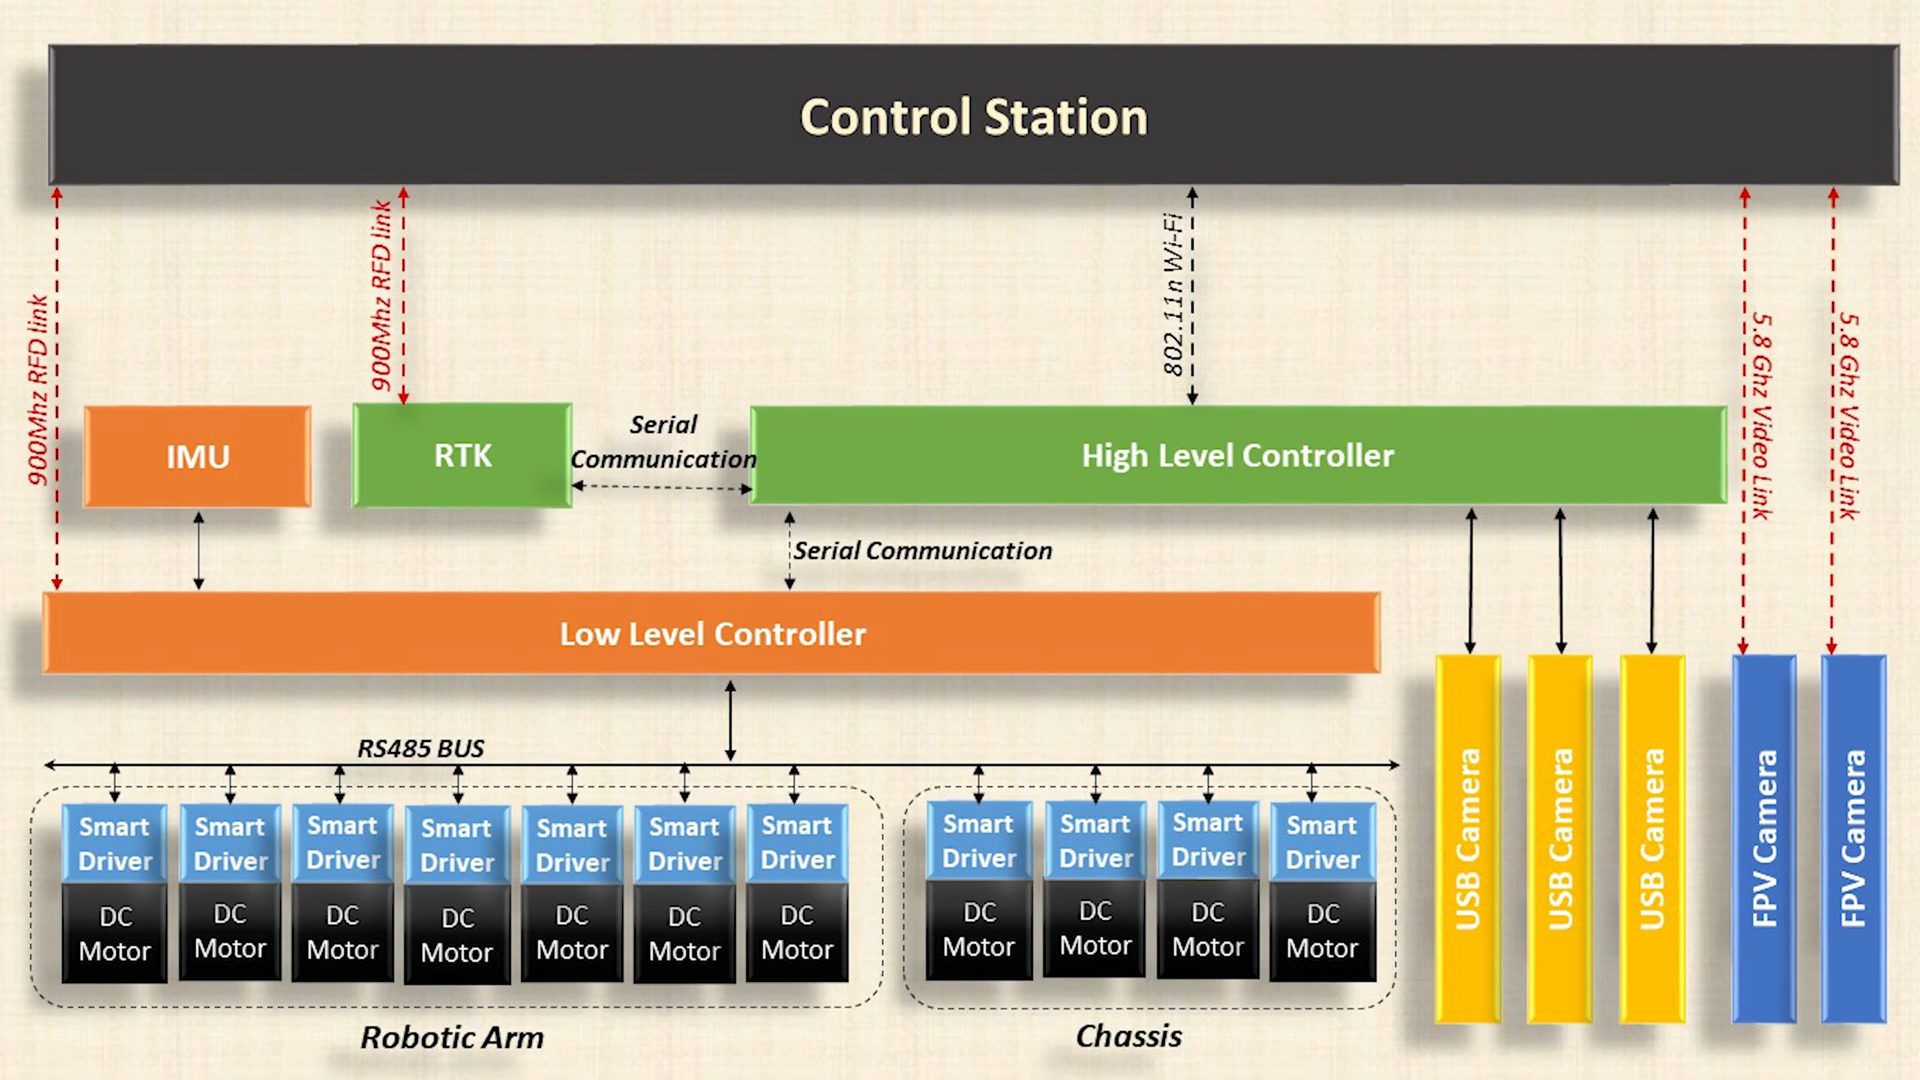 Control Station
9000Mhz RFD link
900Mhz RFD link
802.11n Wi-Fi
5.8 Ghz Video Link
5.8 Ghz Video Link
IMU
RTK
Serial
Communication
High Level Controller
Serial Communication
Low Level Controller
RS485 BUS
Smart
Driver
DC
Motor
Smart
Driver
DC
Motor
Smart
Driver
DC
Motor
Smart
Driver
DC
Motor
Smart
Driver
DC
Motor
Smart
Driver
DC
Motor
Smart
Driver
DC
Motor
Robotic Arm
Smart
Driver
DC
Motor
Smart
Driver
DC
Motor
Smart
Driver
DC
Motor
Smart
Driver
DC
Motor
Chassis
USB Camera
USB Camera
USB Camera
FPV Camera
FPV Camera